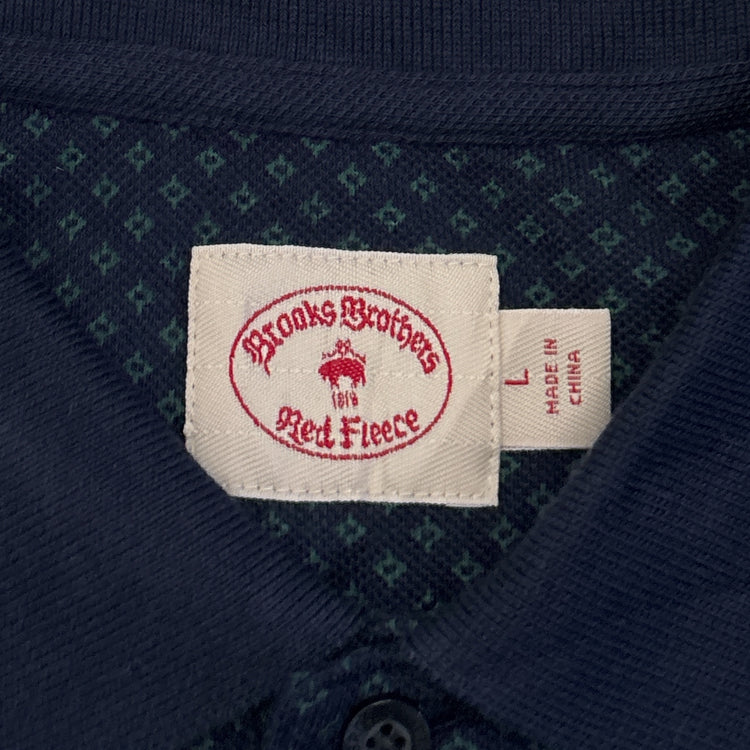 Brooks Brothers
1818
Red Fleece
L
MADE IN
CHINA